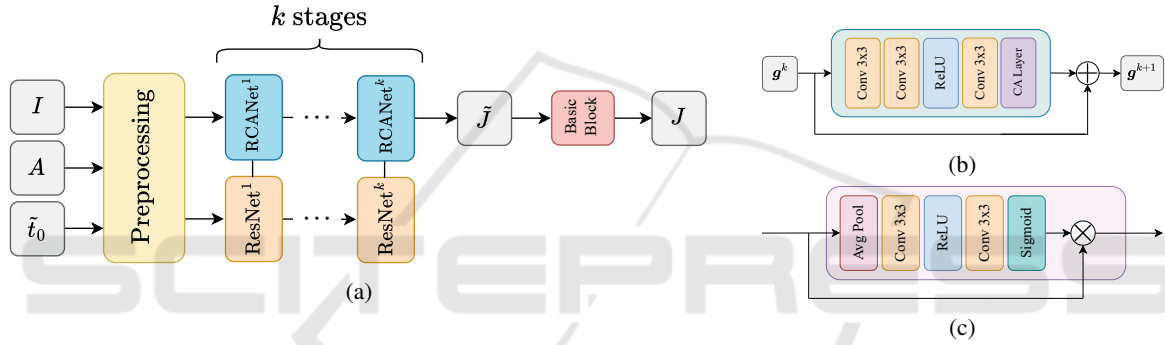 k stages
I
A
t̃₀
Preprocessing
RCANet¹
...
RCANetᵏ
ResNet¹
...
ResNetᵏ
J̃
Basic
Block
J
(a)
gᵏ
Conv 3x3
Conv 3x3
ReLU
Conv 3x3
CA Layer
gᵏ⁺¹
(b)
Avg Pool
Conv 3x3
ReLU
Conv 3x3
Sigmoid
(c)
SCITEPRESS